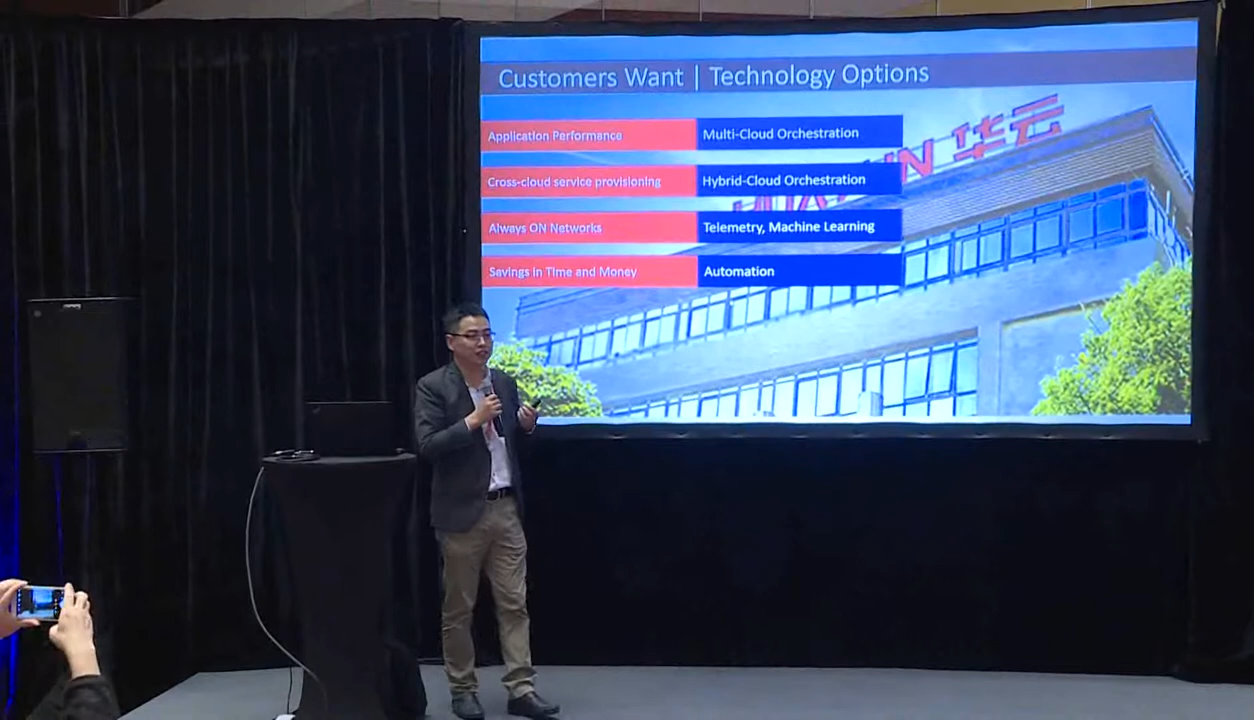 Customers Want | Technology Options
Application Performance Multi-Cloud Orchestration
Cross-cloud service provisioning Hybrid-Cloud Orchestration
Always ON Networks Telemetry, Machine Learning
Savings in Time and Money Automation
华云